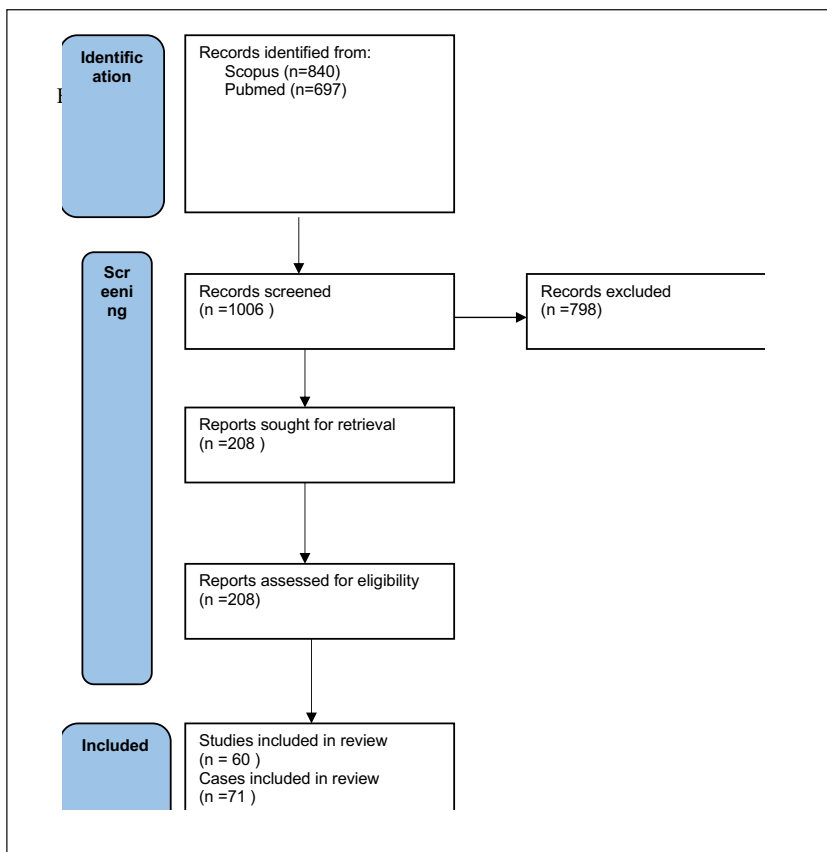 Identific
ation
Records identified from:
Scopus (n=840)
Pubmed (n=697)
Scr
eeni
ng
Records screened
(n =1006 )
Records excluded
(n =798)
Reports sought for retrieval
(n =208 )
Reports assessed for eligibility
(n =208)
Included
Studies included in review
(n = 60 )
Cases included in review
(n =71 )